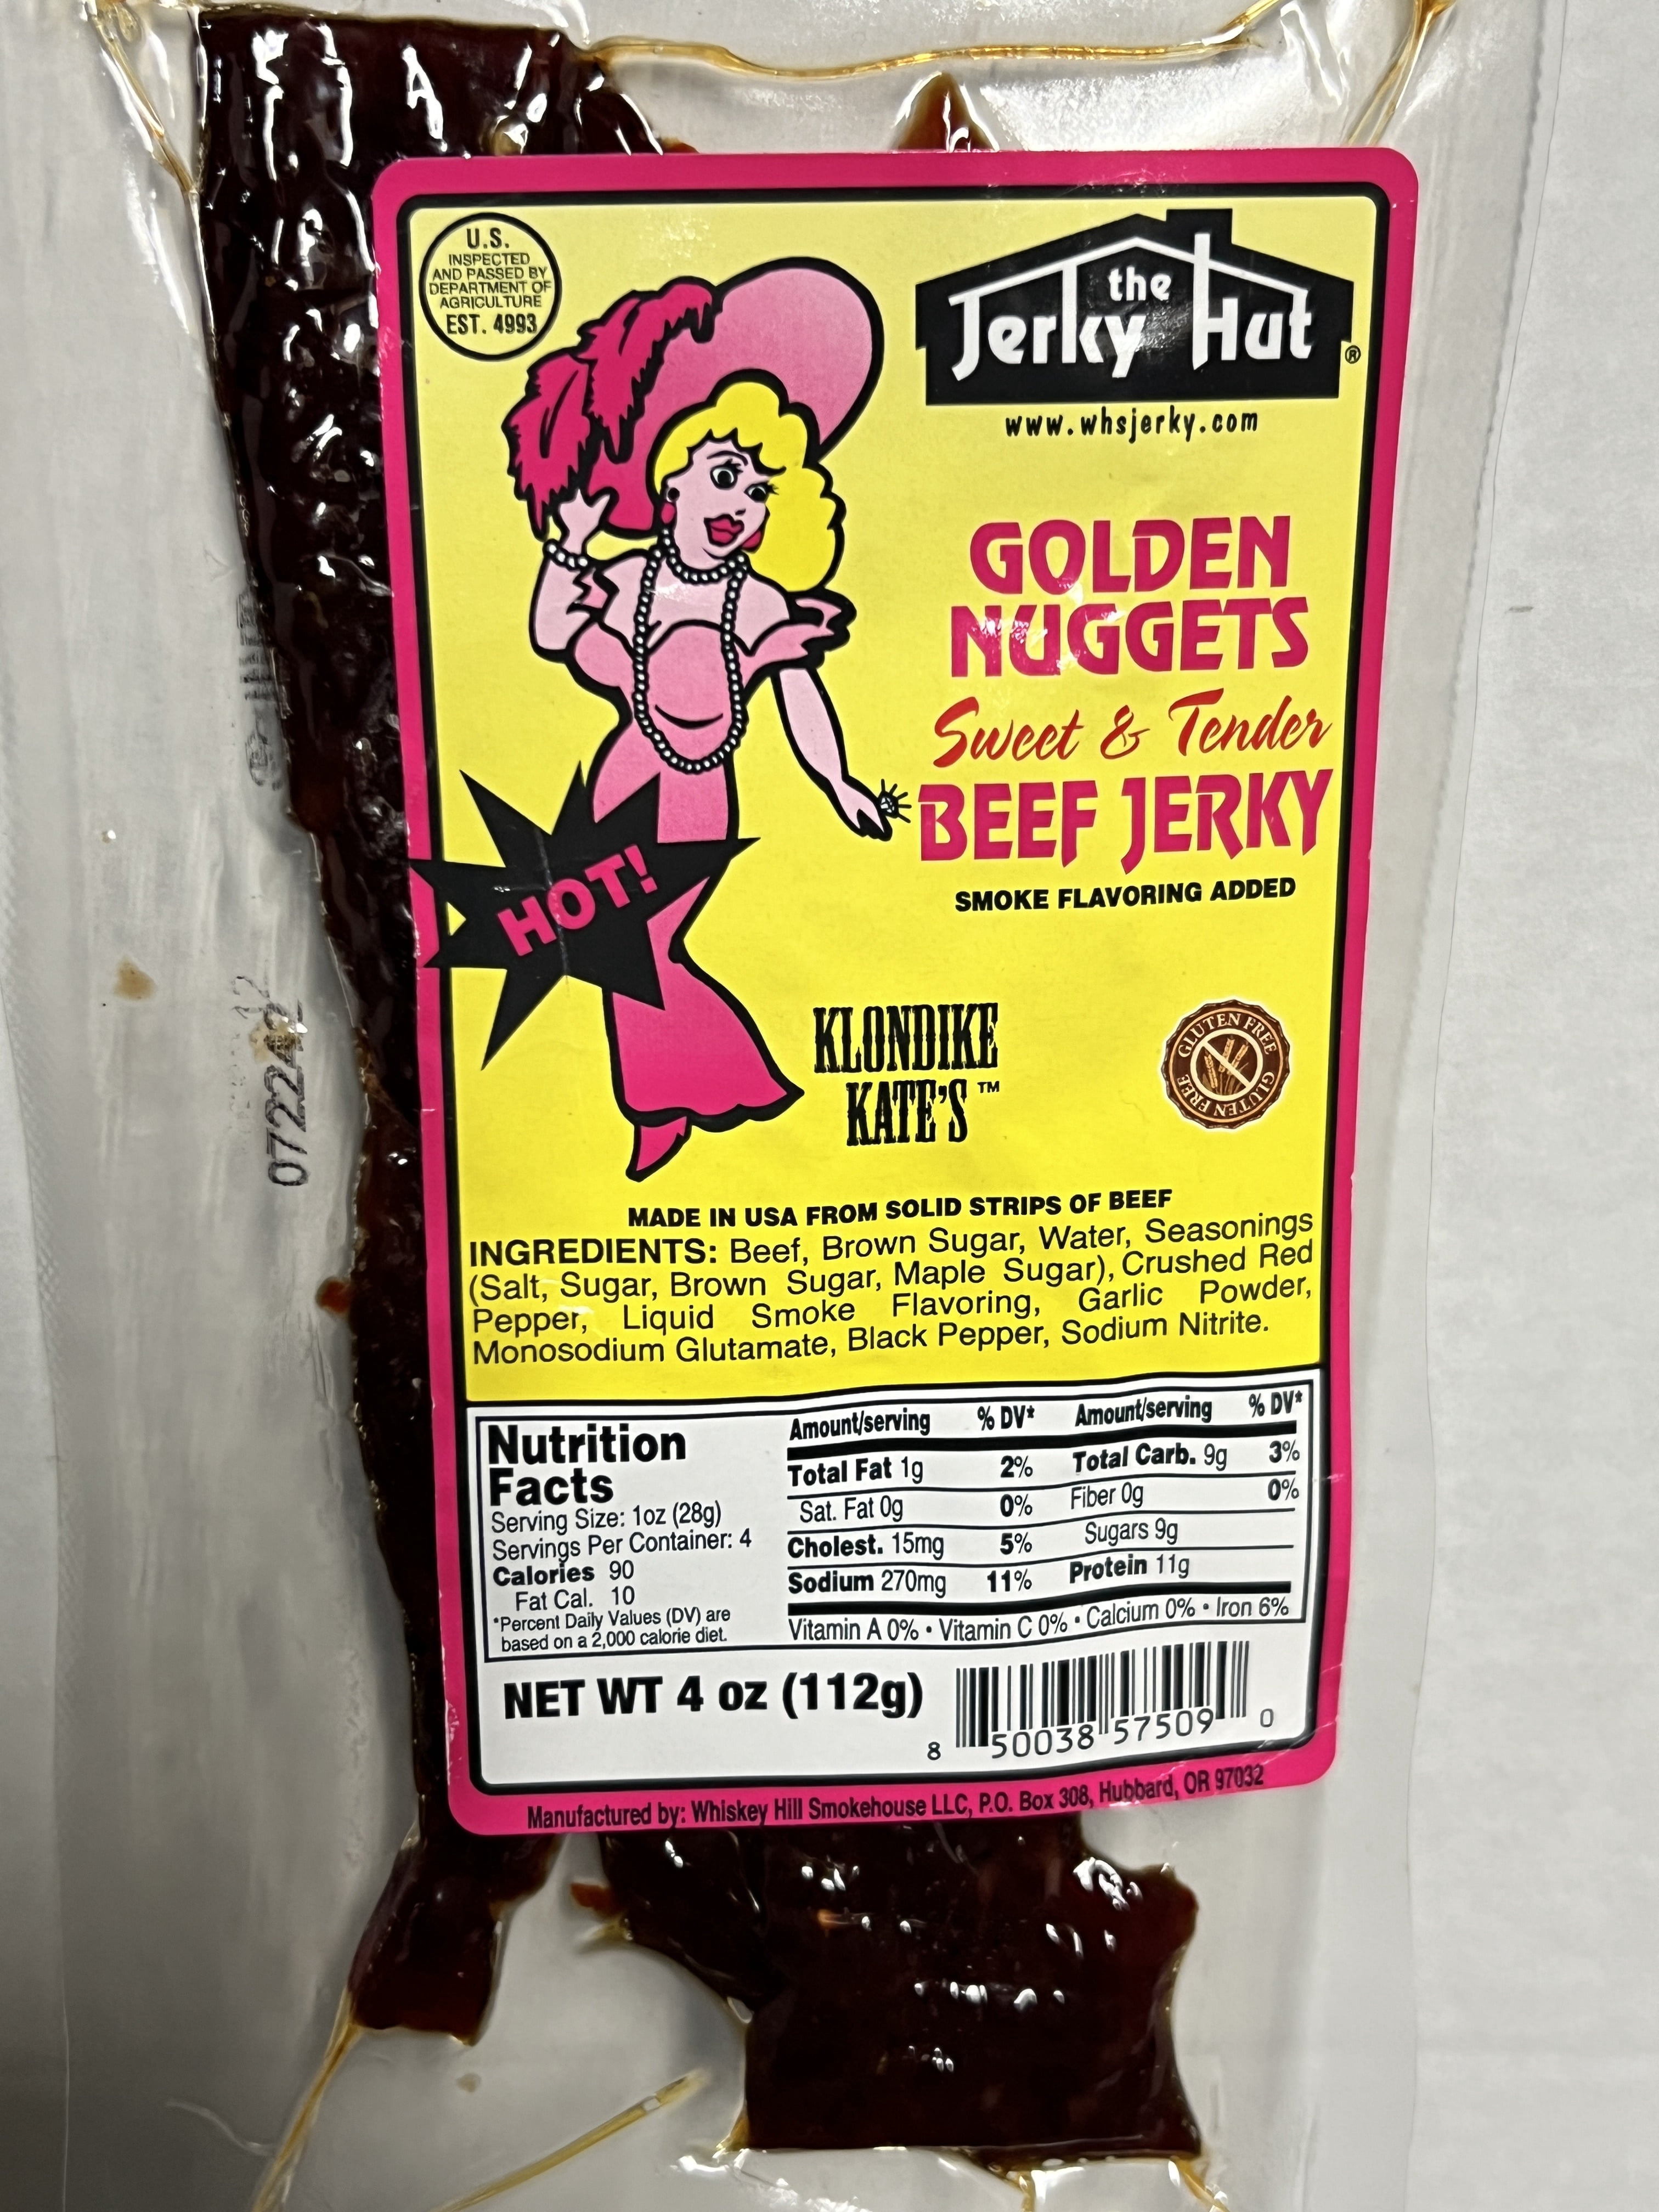 U.S.
INSPECTED
AND PASSED BY
DEPARTMENT OF
AGRICULTURE
EST. 4993
the
Jerky Hut ®
www.whsjerky.com
GOLDEN
NUGGETS
Sweet & Tender
BEEF JERKY
SMOKE FLAVORING ADDED
HOT!
KLONDIKE
KATE'S™
GLUTEN FREE
GLUTEN FREE
MADE IN USA FROM SOLID STRIPS OF BEEF
INGREDIENTS: Beef, Brown Sugar, Water, Seasonings
(Salt, Sugar, Brown Sugar, Maple Sugar), Crushed Red
Pepper, Liquid Smoke Flavoring, Garlic Powder,
Monosodium Glutamate, Black Pepper, Sodium Nitrite.
Nutrition
Facts
Serving Size: 1oz (28g)
Servings Per Container: 4
Calories 90
Fat Cal. 10
*Percent Daily Values (DV) are
based on a 2,000 calorie diet.
Amount/serving % DV* Amount/serving % DV*
Total Fat 1g 2% Total Carb. 9g 3%
Sat. Fat 0g 0% Fiber 0g 0%
Cholest. 15mg 5% Sugars 9g
Sodium 270mg 11% Protein 11g
Vitamin A 0% • Vitamin C 0% • Calcium 0% • Iron 6%
NET WT 4 oz (112g)
8 50038 57509 0
Manufactured by: Whiskey Hill Smokehouse LLC, P.O. Box 308, Hubbard, OR 97032